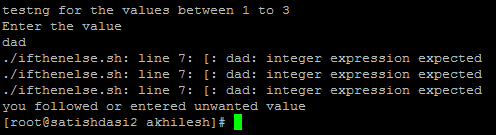 testng for the values between 1 to 3
Enter the value
dad
./ifthenelse.sh: line 7: [: dad: integer expression expected
./ifthenelse.sh: line 7: [: dad: integer expression expected
./ifthenelse.sh: line 7: [: dad: integer expression expected
you followed or entered unwanted value
[root@satishdasi2 akhilesh]#